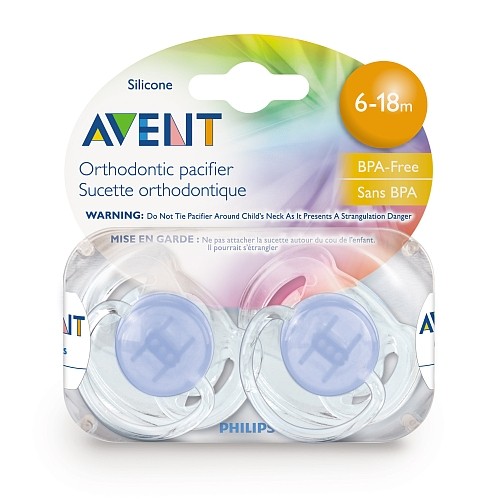 Silicone
6-18m
AVENT
Orthodontic pacifier
Sucette orthodontique
BPA-Free
Sans BPA
WARNING: Do Not Tie Pacifier Around Child's Neck As It Presents A Strangulation Danger
MISE EN GARDE : Ne pas attacher la sucette autour du cou de l'enfant.
Il pourrait s'étrangler
PHILIPS